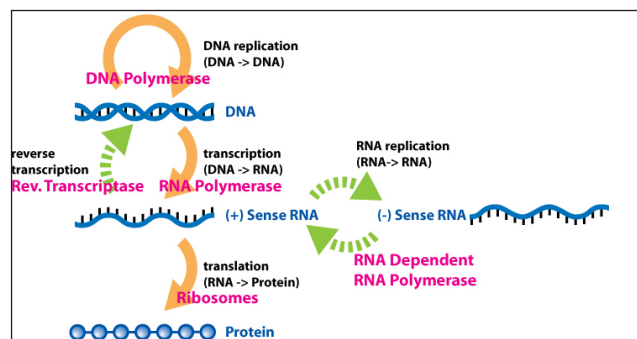 DNA replication
(DNA -> DNA)
DNA Polymerase
DNA
reverse
transcription
Rev. Transcriptase
transcription
(DNA -> RNA)
RNA Polymerase
RNA replication
(RNA-> RNA)
(+) Sense RNA
(-) Sense RNA
RNA Dependent
RNA Polymerase
translation
(RNA -> Protein)
Ribosomes
Protein